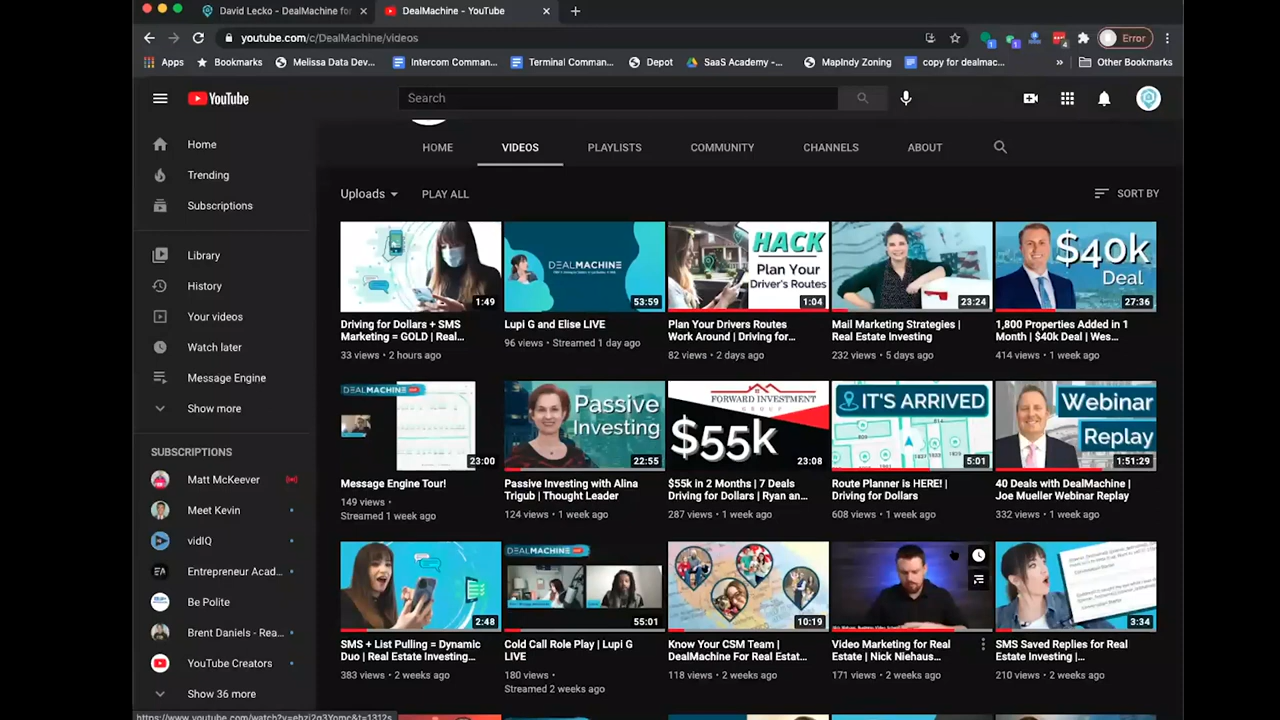 David Lecko - DealMachine for
DealMachine - YouTube
youtube.com/c/DealMachine/videos
Error
Apps
Bookmarks
Melissa Data Dev...
Intercom Comman...
Terminal Comman...
Depot
SaaS Academy -...
MapIndy Zoning
copy for dealmac...
Other Bookmarks
YouTube
Search
HOME
VIDEOS
PLAYLISTS
COMMUNITY
CHANNELS
ABOUT
Home
Trending
Subscriptions
Library
History
Your videos
Watch later
Message Engine
Show more
SUBSCRIPTIONS
Matt McKeever
Meet Kevin
vidIQ
Entrepreneur Acad...
Be Polite
Brent Daniels - Rea...
YouTube Creators
Show 36 more
Uploads
PLAY ALL
SORT BY
1:49
DEALMACHINE
53:59
HACK
Plan Your
Driver's Routes
1:04
23:24
$40k
Deal
27:36
Driving for Dollars + SMS
Marketing = GOLD | Real...
33 views • 2 hours ago
Lupi G and Elise LIVE
96 views • Streamed 1 day ago
Plan Your Drivers Routes
Work Around | Driving for...
82 views • 2 days ago
Mail Marketing Strategies |
Real Estate Investing
232 views • 5 days ago
1,800 Properties Added in 1
Month | $40k Deal | Wes...
414 views • 1 week ago
DEALMACHINE
23:00
Passive
Investing
22:55
FORWARD INVESTMENT
GROUP
$55k
23:08
IT'S ARRIVED
5:01
Webinar
Replay
1:51:29
Message Engine Tour!
149 views •
Streamed 1 week ago
Passive Investing with Alina
Trigub | Thought Leader
124 views • 1 week ago
$55k in 2 Months | 7 Deals
Driving for Dollars | Ryan an...
287 views • 1 week ago
Route Planner is HERE! |
Driving for Dollars
608 views • 1 week ago
40 Deals with DealMachine |
Joe Mueller Webinar Replay
332 views • 1 week ago
2:48
DEALMACHINE
55:01
10:19
3:34
SMS + List Pulling = Dynamic
Duo | Real Estate Investing...
383 views • 2 weeks ago
Cold Call Role Play | Lupi G
LIVE
180 views •
Streamed 2 weeks ago
Know Your CSM Team |
DealMachine For Real Estat...
118 views • 2 weeks ago
Video Marketing for Real
Estate | Nick Niehaus...
171 views • 2 weeks ago
SMS Saved Replies for Real
Estate Investing |...
210 views • 2 weeks ago